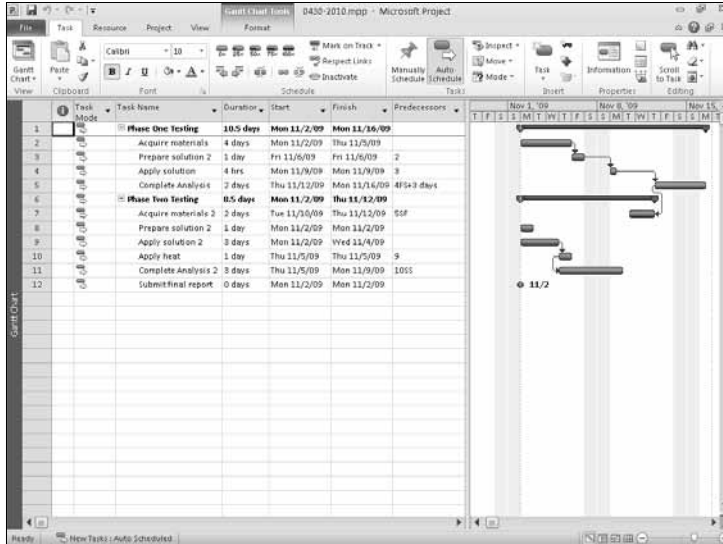 Gantt Chart Tools 0430-2010.mpp - Microsoft Project
File Task Resource Project View Format
Gantt Chart
View
Paste
Clipboard
Calibri 10
B I U A
Font
Mark on Track
Respect Links
Inactivate
Schedule
Manually Schedule
Auto Schedule
Inspect
Move
Mode
Tasks
Task
Insert
Information
Properties
Scroll to Task
Editing
Task Mode Task Name Duration Start Finish Predecessors
Nov 1, '09 Nov 8, '09 Nov 15,
T F S S M T W T F S S M T W T F S S M T
1 Phase One Testing 10.5 days Mon 11/2/09 Mon 11/16/09
2 Acquire materials 4 days Mon 11/2/09 Thu 11/5/09
3 Prepare solution 2 1 day Fri 11/6/09 Fri 11/6/09 2
4 Apply solution 4 hrs Mon 11/9/09 Mon 11/9/09 3
5 Complete Analysis 2 days Thu 11/12/09 Mon 11/16/09 4FS+3 days
6 Phase Two Testing 8.5 days Mon 11/2/09 Thu 11/12/09
7 Acquire materials 2 2 days Tue 11/10/09 Thu 11/12/09 5SF
8 Prepare solution 2 1 day Mon 11/2/09 Mon 11/2/09
9 Apply solution 2 3 days Mon 11/2/09 Wed 11/4/09
10 Apply heat 1 day Thu 11/5/09 Thu 11/5/09 9
11 Complete Analysis 2 3 days Thu 11/5/09 Mon 11/9/09 10SS
12 Submit final report 0 days Mon 11/2/09 Mon 11/2/09
11/2
Gantt Chart
Ready New Tasks : Auto Scheduled